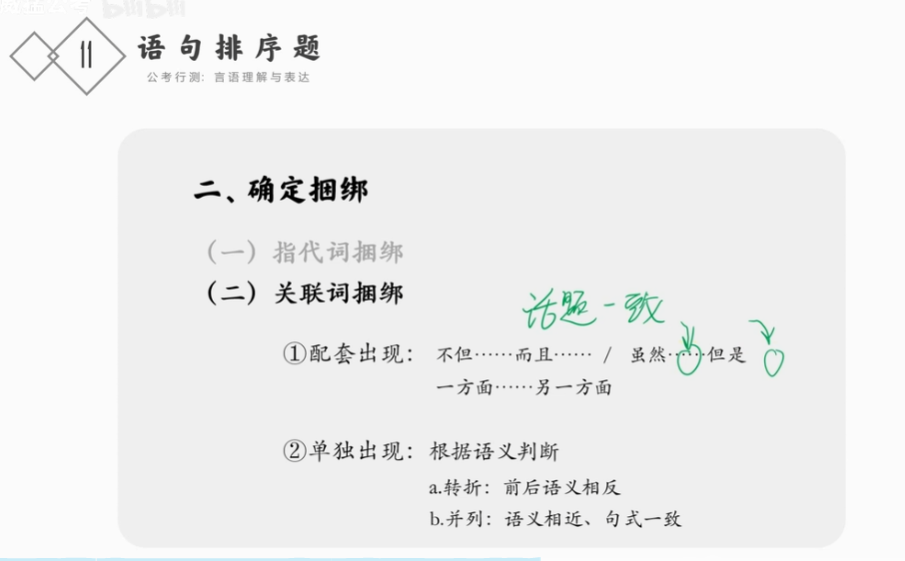 11 语句排序题
公考行测：言语理解与表达
二、确定捆绑
（一）指代词捆绑
（二）关联词捆绑
话题一致
①配套出现：不但……而且…… / 虽然……但是
一方面……另一方面
②单独出现：根据语义判断
a.转折：前后语义相反
b.并列：语义相近、句式一致